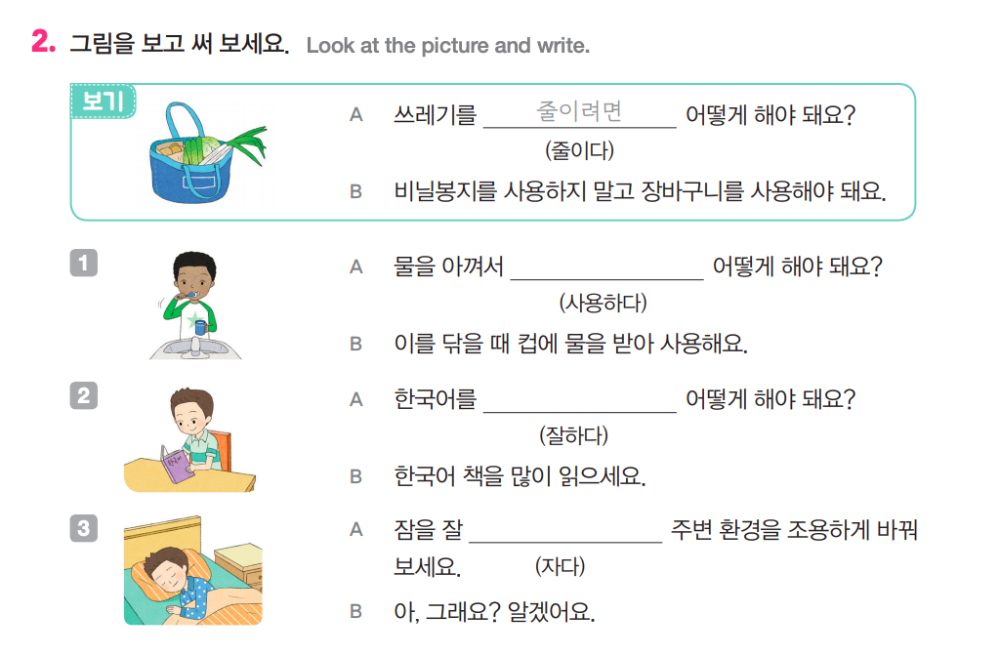 2. 그림을 보고 써 보세요. Look at the picture and write.
보기
A 쓰레기를 줄이려면 어떻게 해야 돼요?
(줄이다)
B 비닐봉지를 사용하지 말고 장바구니를 사용해야 돼요.
1
A 물을 아껴서 ____________ 어떻게 해야 돼요?
(사용하다)
B 이를 닦을 때 컵에 물을 받아 사용해요.
2
A 한국어를 ____________ 어떻게 해야 돼요?
(잘하다)
한국어
B 한국어 책을 많이 읽으세요.
3
A 잠을 잘 ____________ 주변 환경을 조용하게 바꿔
보세요. (자다)
B 아, 그래요? 알겠어요.